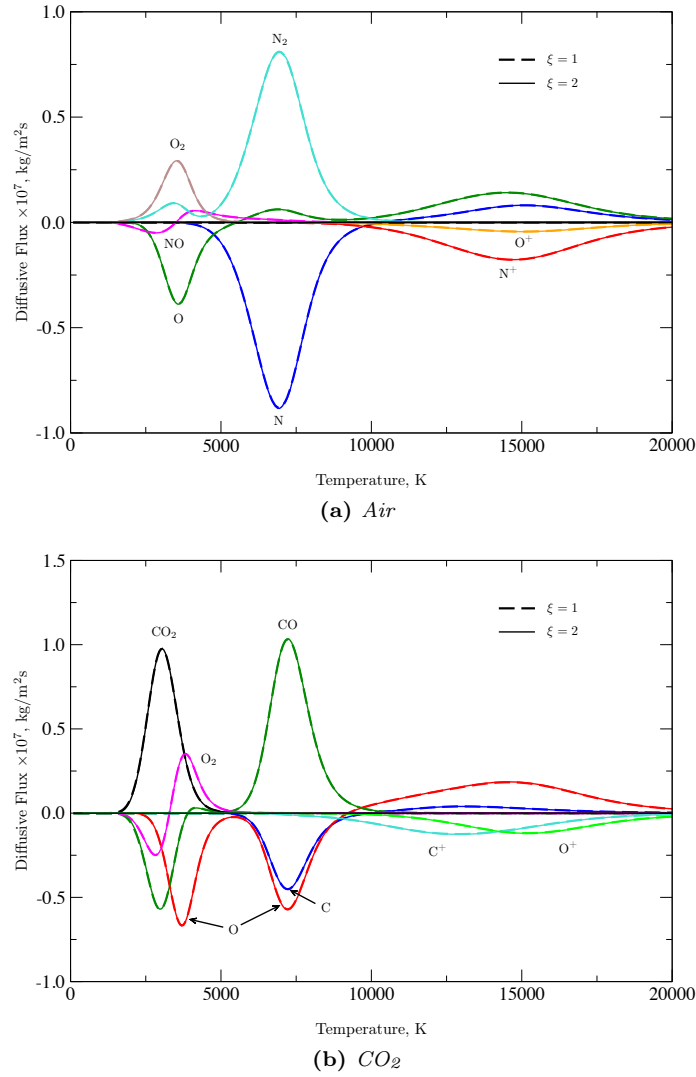 1.0
0.5
0.0
-0.5
-1.0
Diffusive Flux ×10⁷, kg/m²s
N₂
O₂
NO
O
N
O⁺
N⁺
ξ = 1
ξ = 2
0 5000 10000 15000 20000
Temperature, K
(a) Air
1.5
1.0
0.5
0.0
-0.5
-1.0
Diffusive Flux ×10⁷, kg/m²s
CO₂
CO
O₂
O
C
C⁺
O⁺
ξ = 1
ξ = 2
0 5000 10000 15000 20000
Temperature, K
(b) CO₂